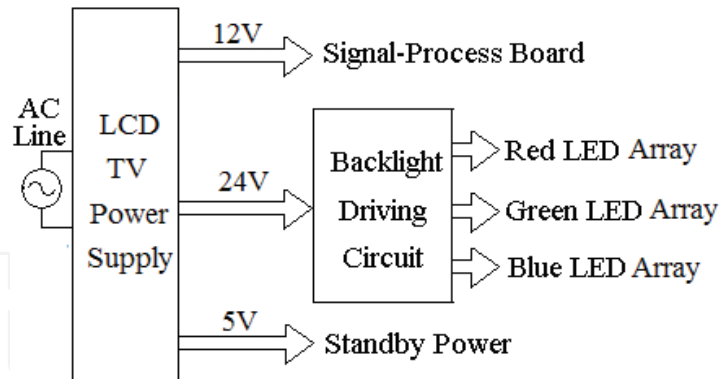 12V
Signal-Process Board
AC
Line
LCD
TV
Power
Supply
24V
Backlight
Driving
Circuit
Red LED Array
Green LED Array
Blue LED Array
5V
Standby Power